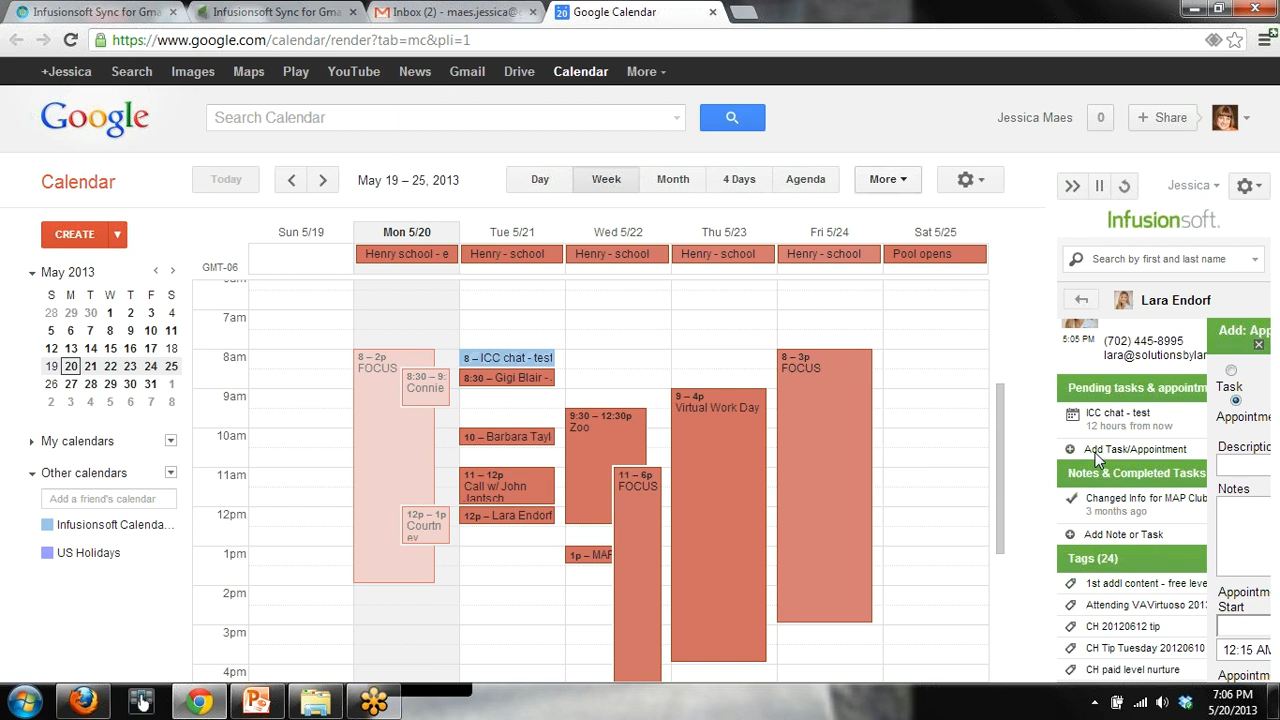 Infusionsoft Sync for Gma
Infusionsoft Sync for Gma
Inbox (2) - maes.jessica@
20 Google Calendar
https://www.google.com/calendar/render?tab=mc&pli=1
+Jessica Search Images Maps Play YouTube News Gmail Drive Calendar More
Google
Search Calendar
Jessica Maes 0 + Share
Calendar
Today
May 19 – 25, 2013
Day Week Month 4 Days Agenda More
Jessica
Infusionsoft.
CREATE
Sun 5/19 Mon 5/20 Tue 5/21 Wed 5/22 Thu 5/23 Fri 5/24 Sat 5/25
Henry school - e Henry - school Henry - school Henry - school Henry - school Pool opens
GMT-06
May 2013
S M T W T F S
28 29 30 1 2 3 4
5 6 7 8 9 10 11
12 13 14 15 16 17 18
19 20 21 22 23 24 25
26 27 28 29 30 31 1
2 3 4 5 6 7 8
My calendars
Other calendars
Add a friend's calendar
Infusionsoft Calenda...
US Holidays
7am
8am
9am
10am
11am
12pm
1pm
2pm
3pm
4pm
8 – 2p
FOCUS
8:30 – 9:
Connie
12p – 1p
Courtn
ey
8 – ICC chat - test
8:30 – Gigi Blair -.
10 – Barbara Tayl
11 – 12p
Call w/ John
Jantsch
12p – Lara Endorf
9:30 – 12:30p
Zoo
11 – 6p
FOCUS
1p – MAP
9 – 4p
Virtual Work Day
8 – 3p
FOCUS
Search by first and last name
Lara Endorf
5:05 PM
(702) 445-8995
lara@solutionsbylar
Pending tasks & appointm
ICC chat - test
12 hours from now
Add Task/Appointment
Notes & Completed Tasks
Changed Info for MAP Club
3 months ago
Add Note or Task
Tags (24)
1st addl content - free leve
Attending VAVirtuoso 201
CH 20120612 tip
CH Tip Tuesday 20120610
CH paid level nurture
Add: App
Task
Appointme
Descriptio
Notes
Appointm
Start
12:15 AM
Appointm
7:06 PM
5/20/2013